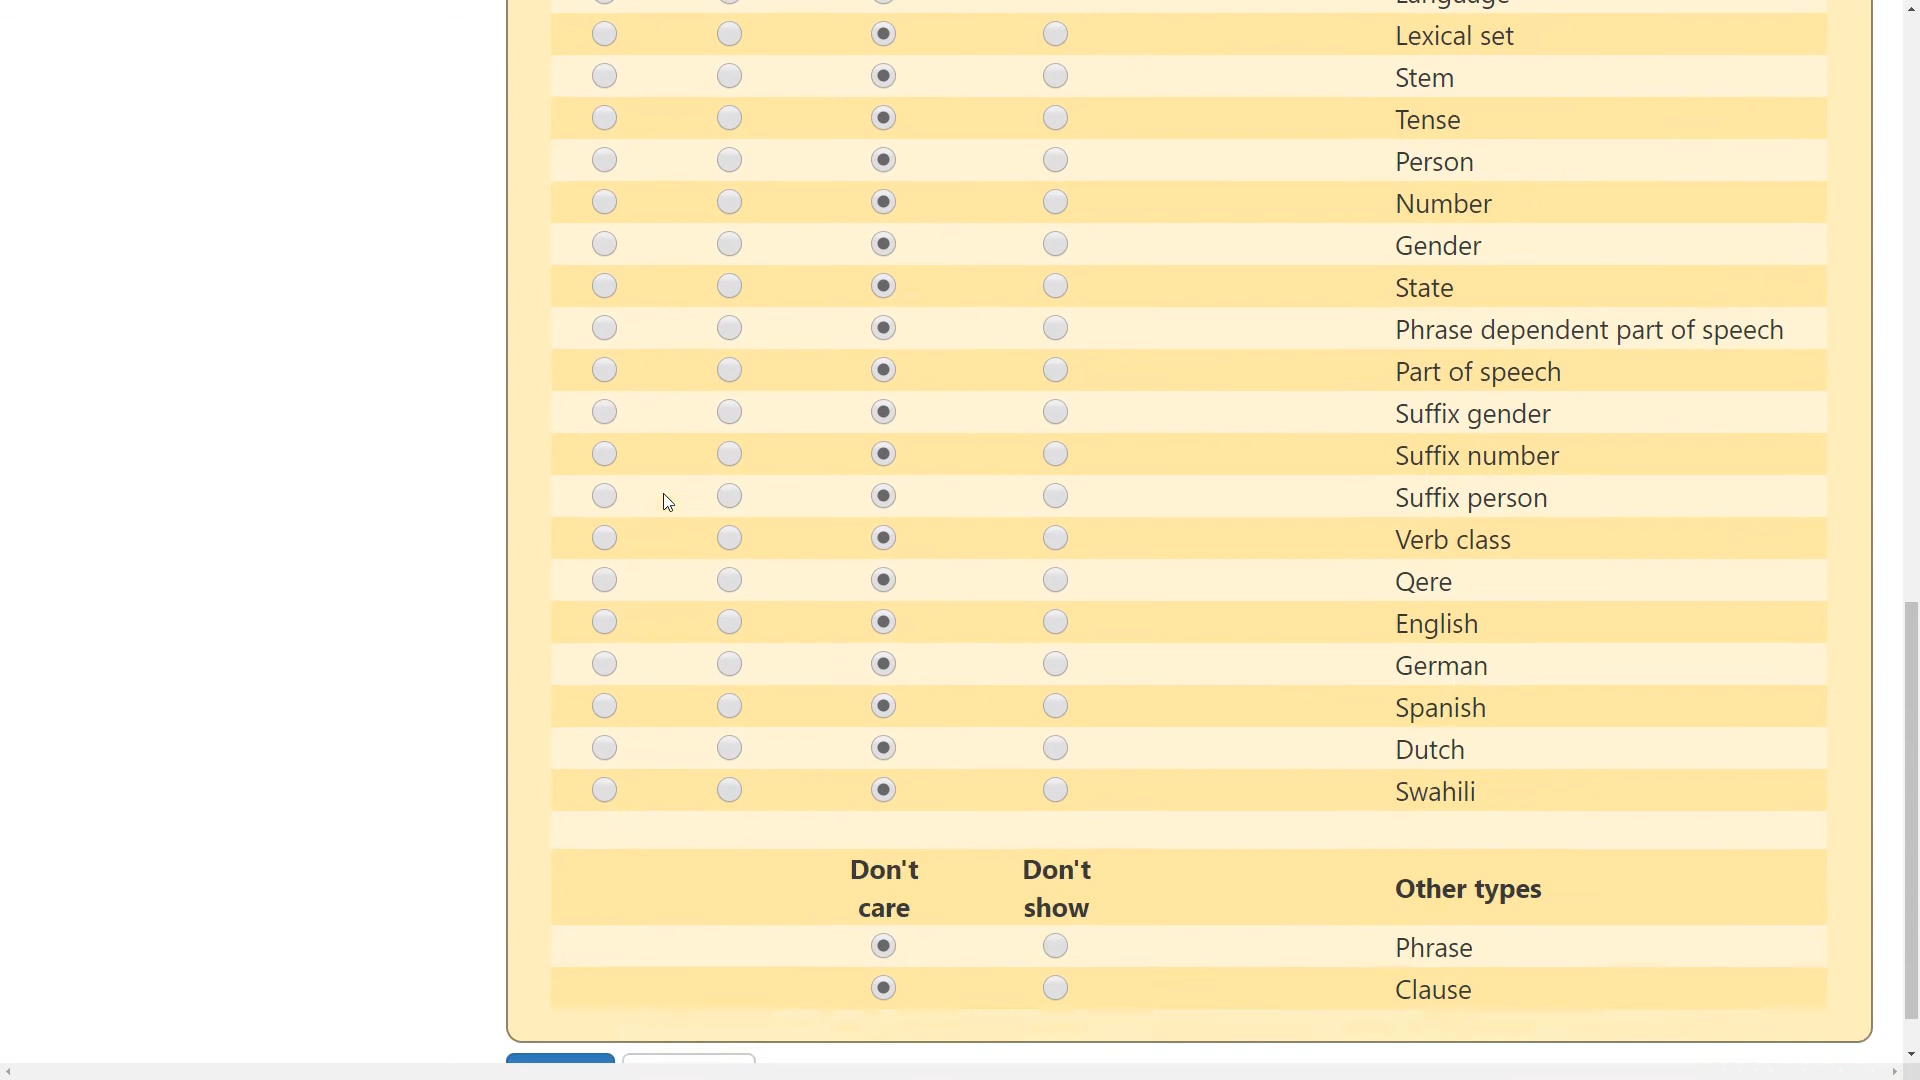 Language
Lexical set
Stem
Tense
Person
Number
Gender
State
Phrase dependent part of speech
Part of speech
Suffix gender
Suffix number
Suffix person
Verb class
Qere
English
German
Spanish
Dutch
Swahili
Don't care
Don't show
Other types
Phrase
Clause